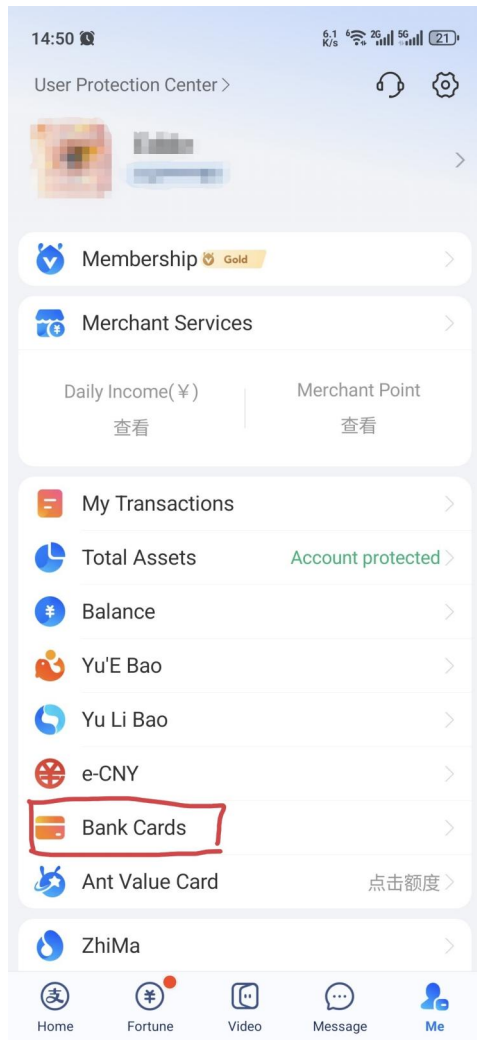 14:50
6.1 K/s 6 2G 5G 21
User Protection Center
Membership Gold
Merchant Services
Daily Income(¥) Merchant Point
查看 查看
My Transactions
Total Assets Account protected
Balance
Yu'E Bao
Yu Li Bao
e-CNY
Bank Cards
Ant Value Card 点击额度
ZhiMa
支
Home Fortune Video Message Me